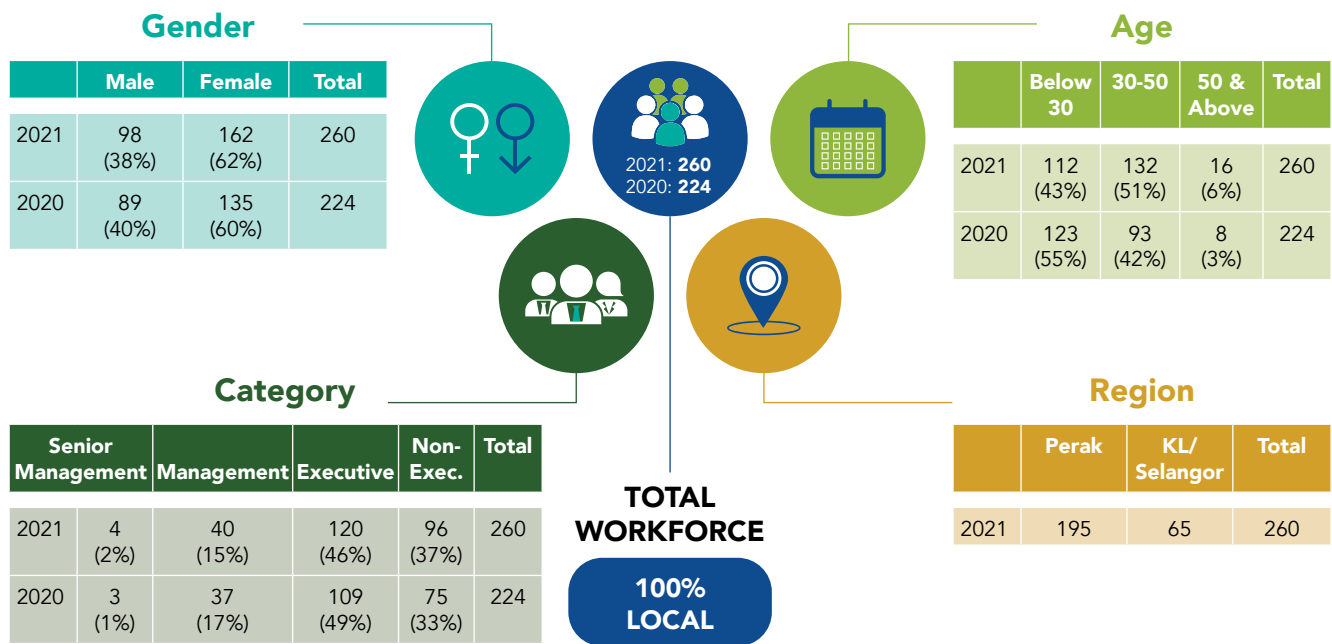 Gender
Male Female Total
2021 98 162 260
(38%) (62%)
2020 89 135 224
(40%) (60%)
2021: 260
2020: 224
Age
Below 30-50 50 & Total
30 Above
2021 112 132 16 260
(43%) (51%) (6%)
2020 123 93 8 224
(55%) (42%) (3%)
Category
Senior Non- Total
Management Management Executive Exec.
2021 4 40 120 96 260
(2%) (15%) (46%) (37%)
2020 3 37 109 75 224
(1%) (17%) (49%) (33%)
TOTAL
WORKFORCE
100%
LOCAL
Region
Perak KL/ Total
Selangor
2021 195 65 260